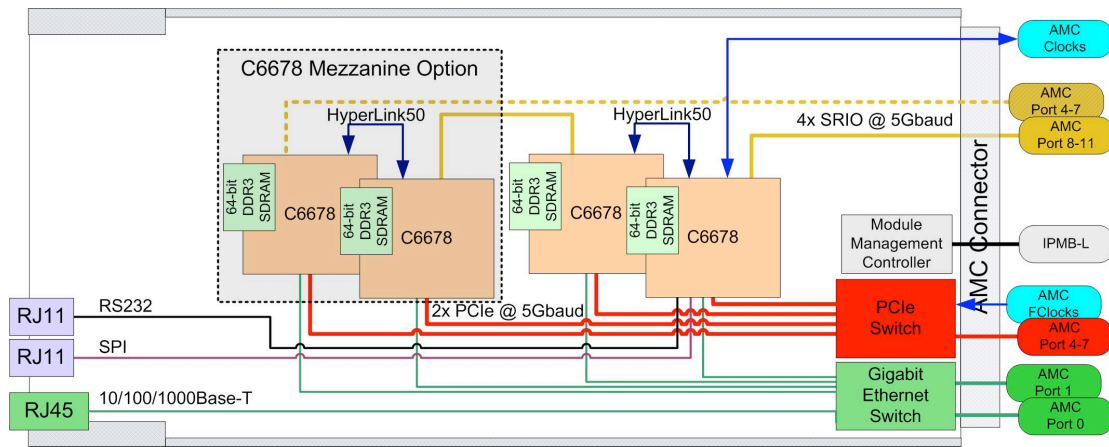 C6678 Mezzanine Option
HyperLink50
HyperLink50
4x SRIO @ 5Gbaud
AMC
Clocks
AMC
Port 4-7
AMC
Port 8-11
64-bit
DDR3
SDRAM
C6678
64-bit
DDR3
SDRAM
C6678
64-bit
DDR3
SDRAM
C6678
64-bit
DDR3
SDRAM
C6678
AMC Connector
Module
Management
Controller
IPMB-L
RJ11
RS232
2x PCIe @ 5Gbaud
PCIe
Switch
AMC
FClocks
AMC
Port 4-7
RJ11
SPI
RJ45
10/100/1000Base-T
Gigabit
Ethernet
Switch
AMC
Port 1
AMC
Port 0